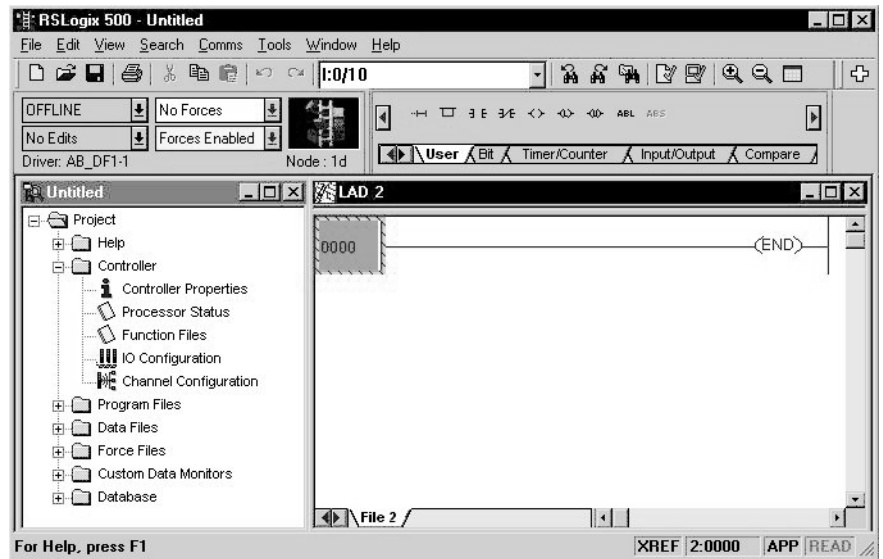 RSLogix 500 - Untitled
File Edit View Search Comms Tools Window Help
I:0/10
OFFLINE No Forces
No Edits Forces Enabled
Driver: AB_DF1-1 Node : 1d
ABL ABS
User Bit Timer/Counter Input/Output Compare
Untitled
Project
Help
Controller
Controller Properties
Processor Status
Function Files
IO Configuration
Channel Configuration
Program Files
Data Files
Force Files
Custom Data Monitors
Database
LAD 2
0000 (END)
File 2
For Help, press F1 XREF 2:0000 APP READ